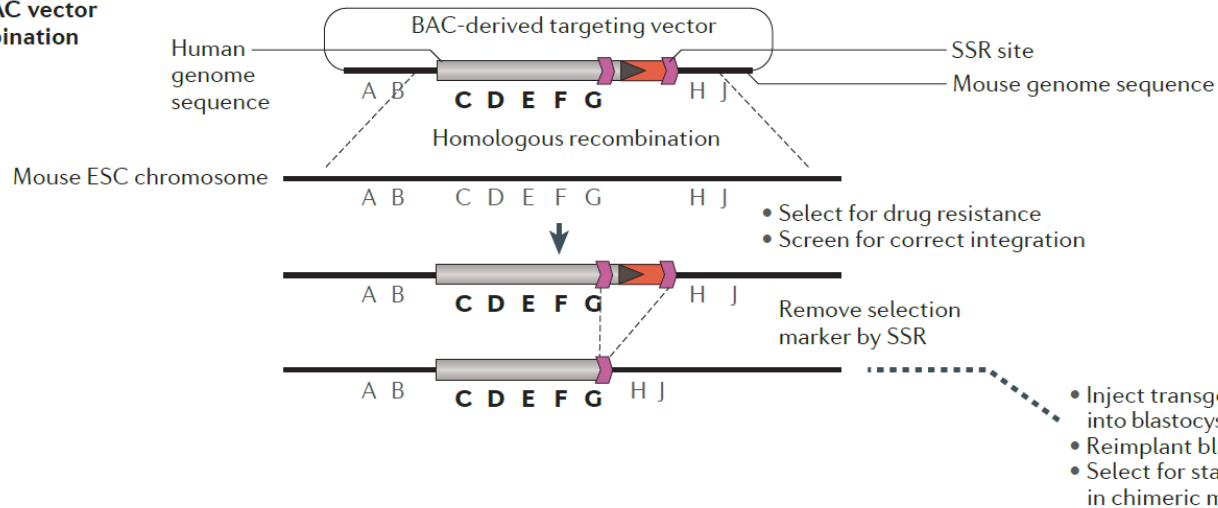 AC vector
bination
BAC-derived targeting vector
Human
genome
sequence
SSR site
Mouse genome sequence
A B C D E F G H J
Homologous recombination
Mouse ESC chromosome
A B C D E F G H J
• Select for drug resistance
• Screen for correct integration
A B C D E F G H J
Remove selection
marker by SSR
A B C D E F G H J
• Inject transge
into blastocys
• Reimplant bl
• Select for sta
in chimeric m